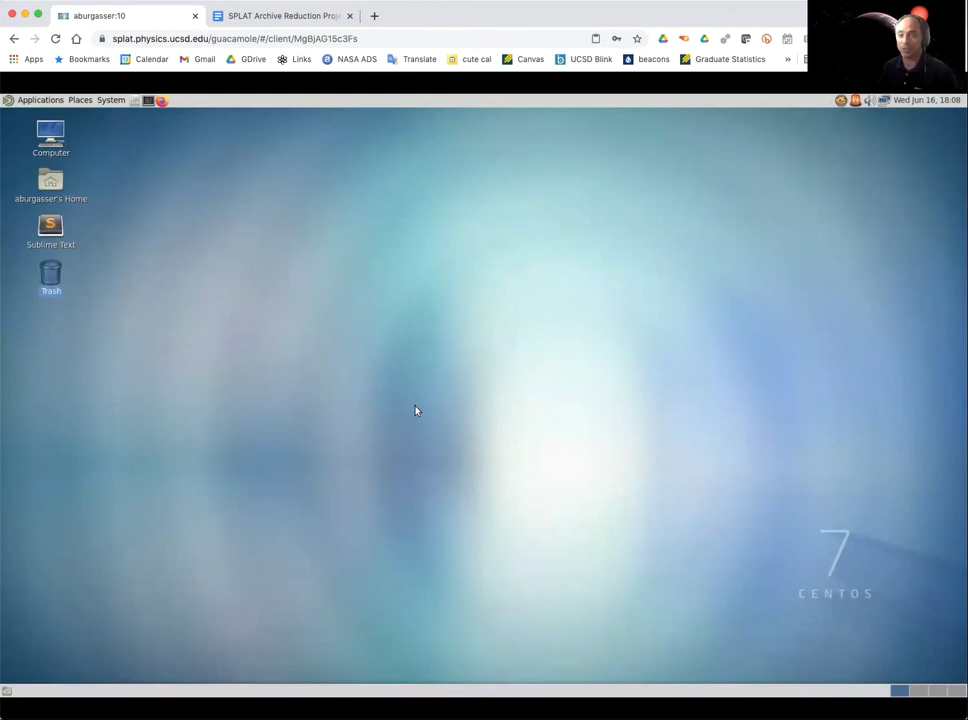 aburgasser:10
SPLAT Archive Reduction Proje
splat.physics.ucsd.edu/guacamole/#/client/MgBjAG15c3Fs
Apps Bookmarks Calendar Gmail GDrive Links NASA ADS Translate cute cal Canvas UCSD Blink beacons Graduate Statistics »
Applications Places System Wed Jun 16, 18:08
Computer
aburgasser's Home
Sublime Text
Trash
7
CENTOS